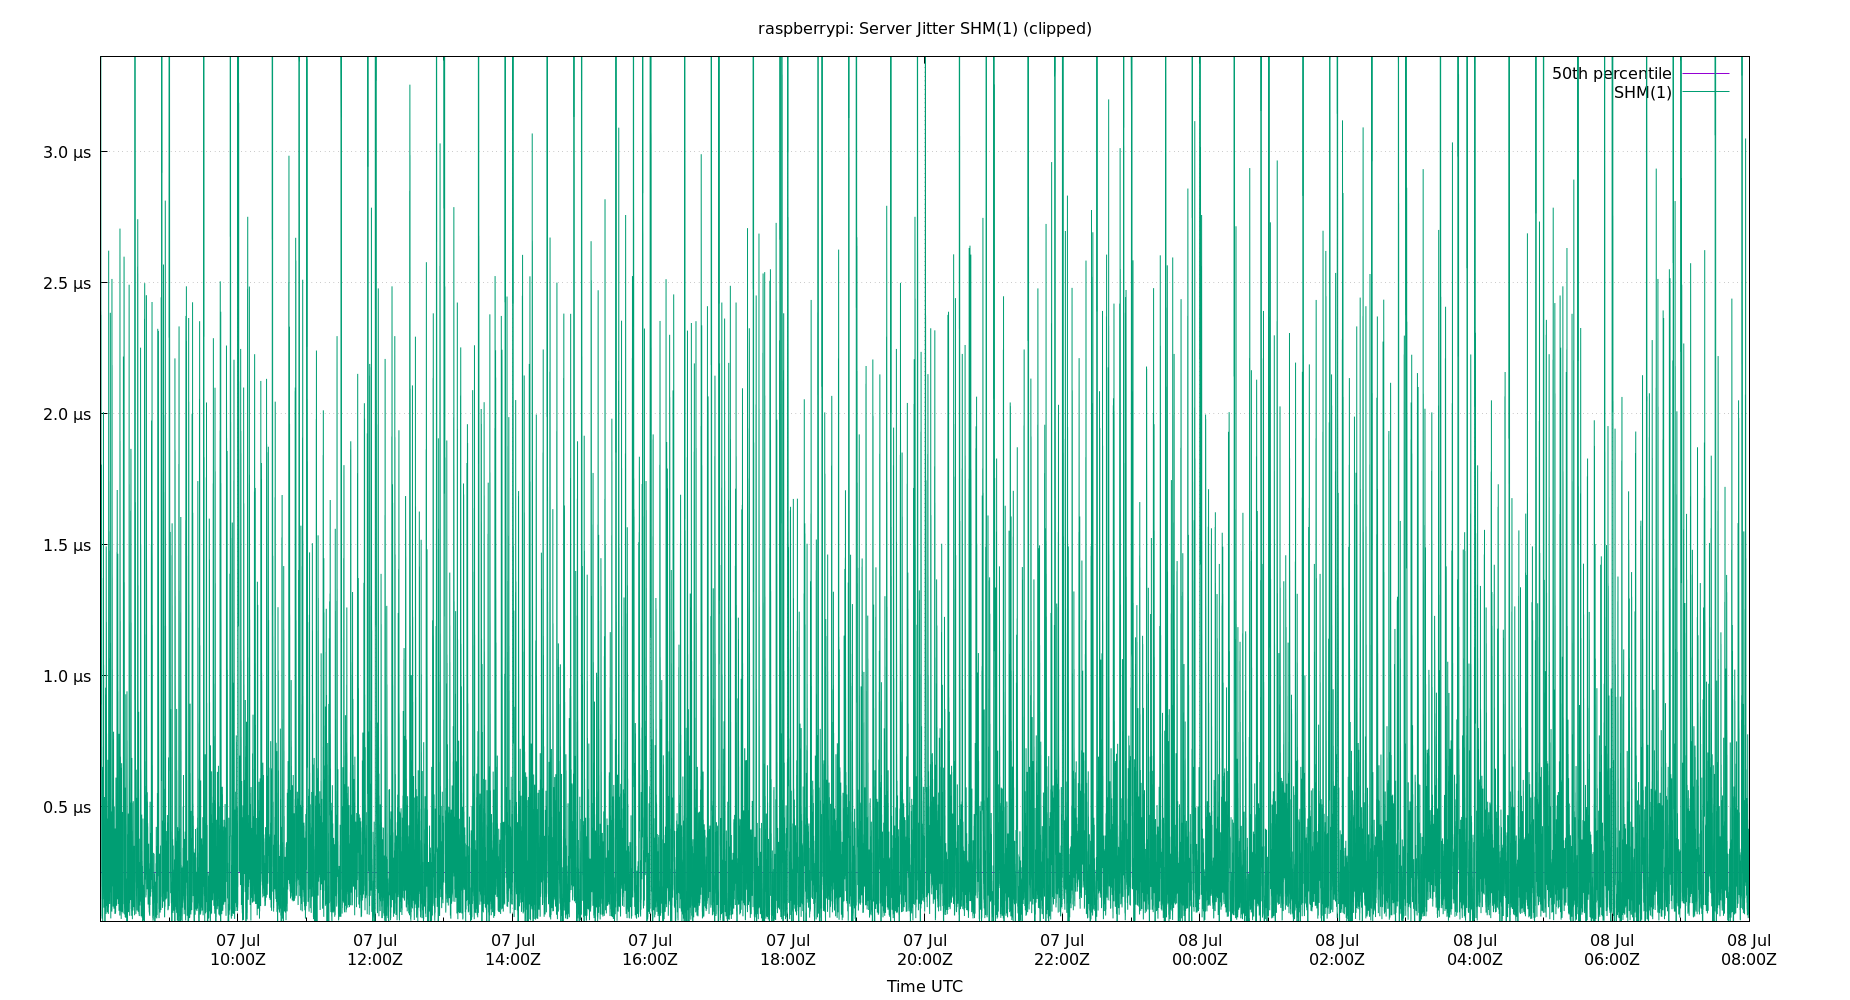 raspberrypi: Server Jitter SHM(1) (clipped)
50th percentile
SHM(1)
3.0 µs
2.5 µs
2.0 µs
1.5 µs
1.0 µs
0.5 µs
07 Jul 07 Jul 07 Jul 07 Jul 07 Jul 07 Jul 07 Jul 08 Jul 08 Jul 08 Jul 08 Jul 08 Jul
10:00Z 12:00Z 14:00Z 16:00Z 18:00Z 20:00Z 22:00Z 00:00Z 02:00Z 04:00Z 06:00Z 08:00Z
Time UTC